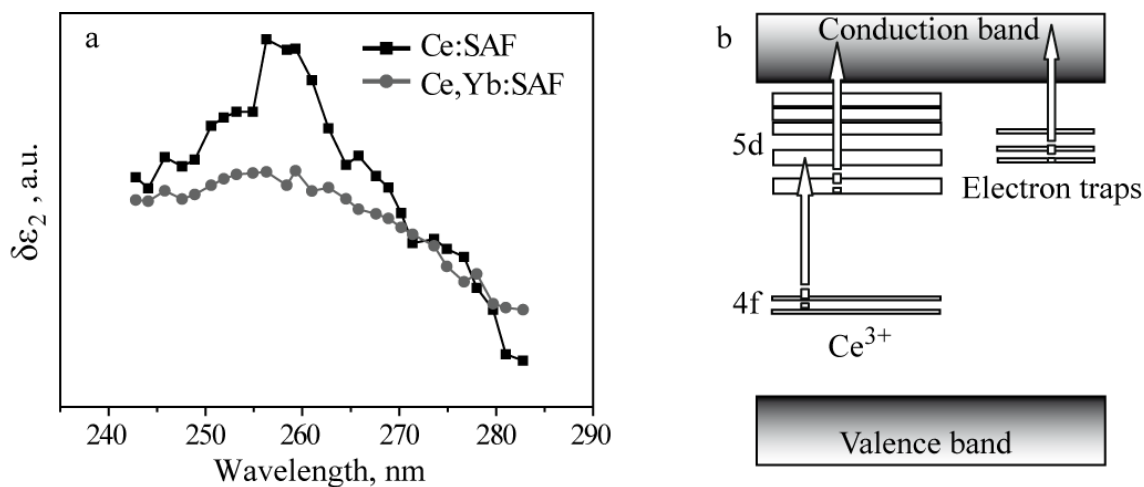 a
Ce:SAF
Ce,Yb:SAF
δε₂ , a.u.
240 250 260 270 280 290
Wavelength, nm
b
Conduction band
5d
Electron traps
4f
Ce³⁺
Valence band